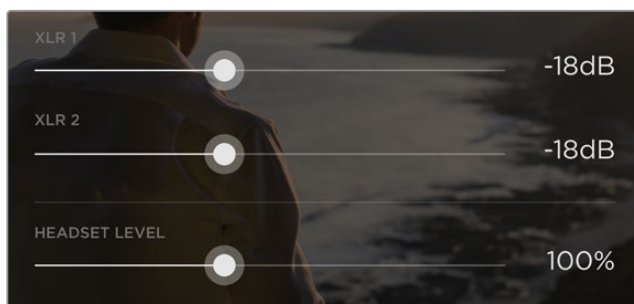 XLR 1
-18dB
XLR 2
-18dB
HEADSET LEVEL
100%